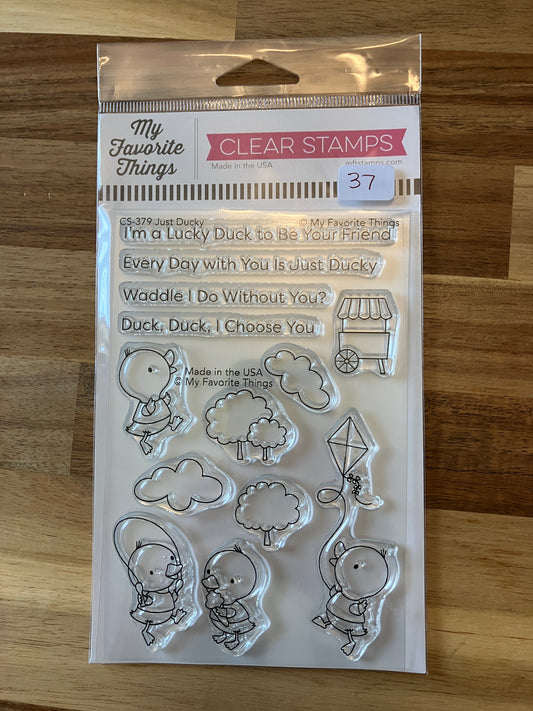 My
Favorite
Things
CLEAR STAMPS
Made in the USA
mftstamps.com
37
CS-379 Just Ducky
© My Favorite Things
I'm a Lucky Duck to Be Your Friend
Every Day with You Is Just Ducky
Waddle I Do Without You?
Duck, Duck, I Choose You
Made in the USA
© My Favorite Things